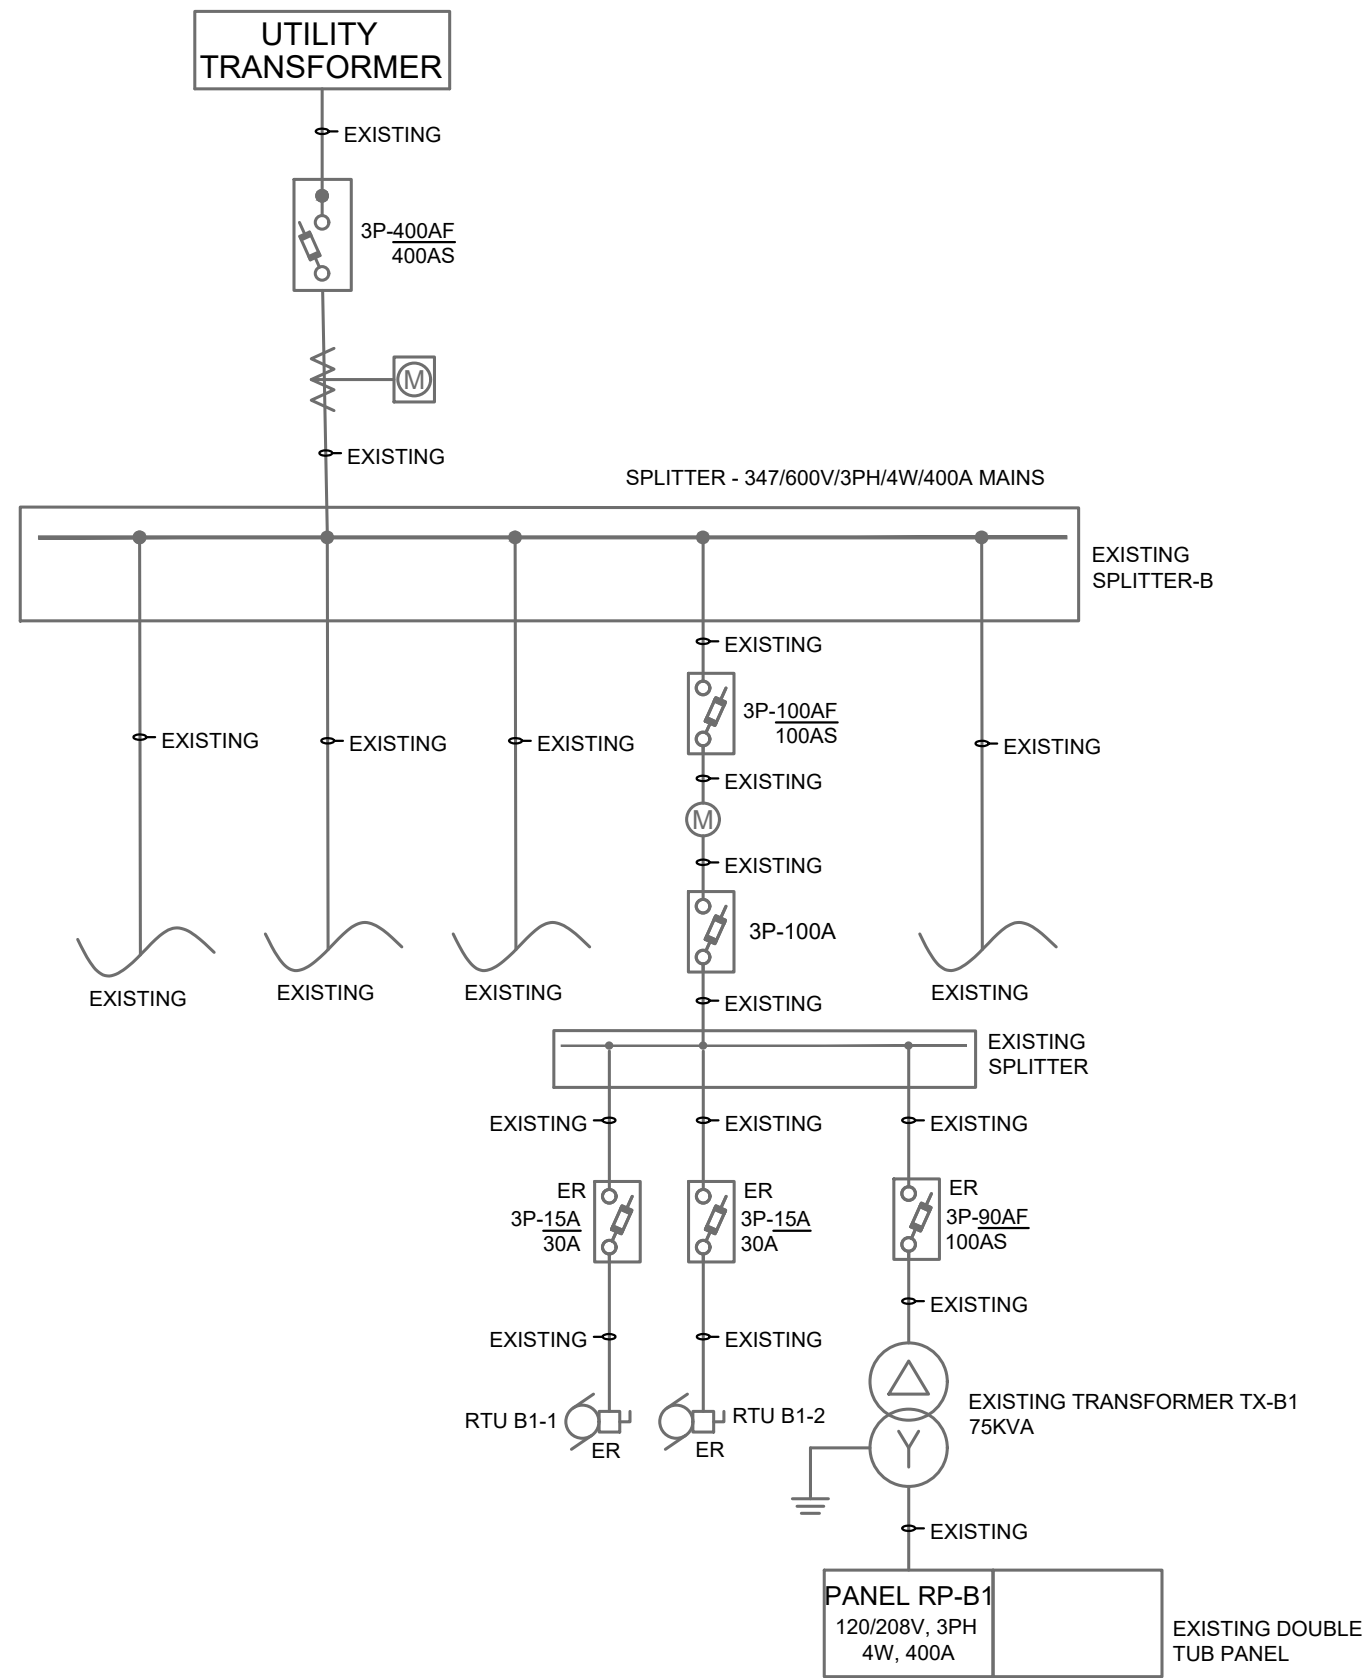 UTILITY
TRANSFORMER
EXISTING
3P-400AF
400AS
M
EXISTING
SPLITTER - 347/600V/3PH/4W/400A MAINS
EXISTING
SPLITTER-B
EXISTING
3P-100AF
100AS
EXISTING
EXISTING
EXISTING
EXISTING
EXISTING
M
EXISTING
3P-100A
EXISTING
EXISTING
EXISTING
EXISTING
EXISTING
EXISTING
SPLITTER
EXISTING
EXISTING
EXISTING
ER
3P-15A
30A
ER
3P-15A
30A
ER
3P-90AF
100AS
EXISTING
EXISTING
EXISTING
RTU B1-1
ER
RTU B1-2
ER
Y
EXISTING TRANSFORMER TX-B1
75KVA
EXISTING
PANEL RP-B1
120/208V, 3PH
4W, 400A
EXISTING DOUBLE
TUB PANEL